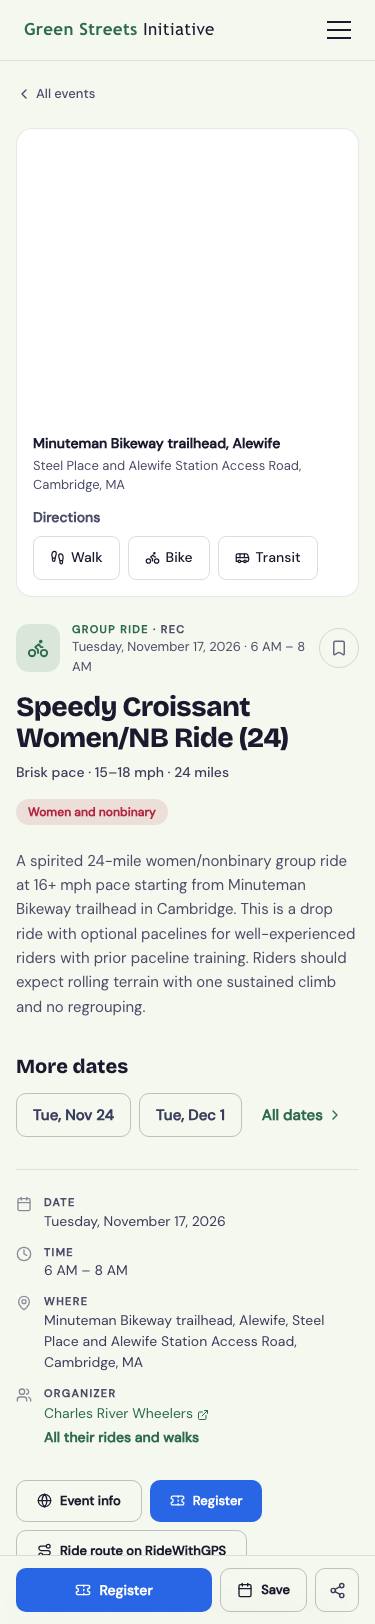 Green Streets Initiative
All events
Minuteman Bikeway trailhead, Alewife
Steel Place and Alewife Station Access Road,
Cambridge, MA
Directions
Walk
Bike
Transit
GROUP RIDE · REC
Tuesday, November 17, 2026 · 6 AM – 8
AM
Speedy Croissant
Women/NB Ride (24)
Brisk pace · 15–18 mph · 24 miles
Women and nonbinary
A spirited 24-mile women/nonbinary group ride
at 16+ mph pace starting from Minuteman
Bikeway trailhead in Cambridge. This is a drop
ride with optional pacelines for well-experienced
riders with prior paceline training. Riders should
expect rolling terrain with one sustained climb
and no regrouping.
More dates
Tue, Nov 24
Tue, Dec 1
All dates
DATE
Tuesday, November 17, 2026
TIME
6 AM – 8 AM
WHERE
Minuteman Bikeway trailhead, Alewife, Steel
Place and Alewife Station Access Road,
Cambridge, MA
ORGANIZER
Charles River Wheelers
All their rides and walks
Event info
Register
Ride route on RideWithGPS
Register
Save